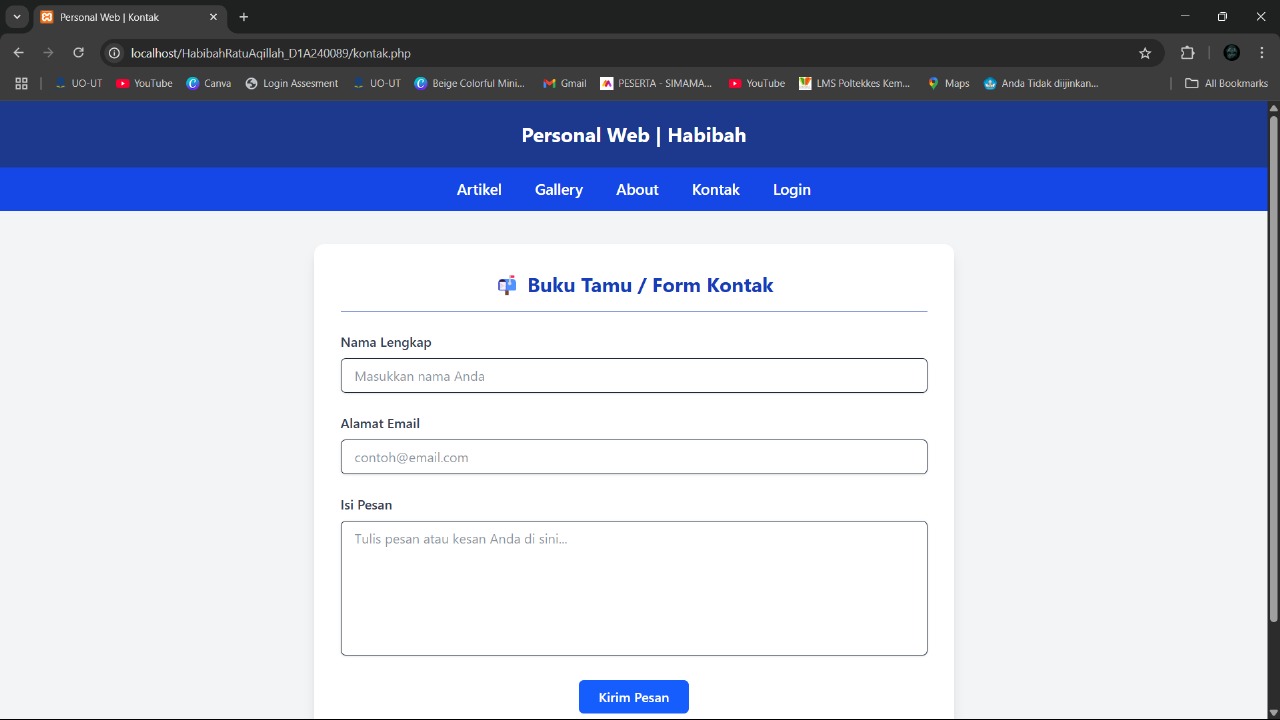 Personal Web | Kontak
localhost/HabibahRatuAqillah_D1A240089/kontak.php
UO-UT YouTube Canva Login Assesment UO-UT Beige Colorful Mini... Gmail PESERTA - SIMAMA... YouTube LMS Poltekkes Kem... Maps Anda Tidak diijinkan... All Bookmarks
Personal Web | Habibah
Artikel Gallery About Kontak Login
Buku Tamu / Form Kontak
Nama Lengkap
Masukkan nama Anda
Alamat Email
contoh@email.com
Isi Pesan
Tulis pesan atau kesan Anda di sini...
Kirim Pesan